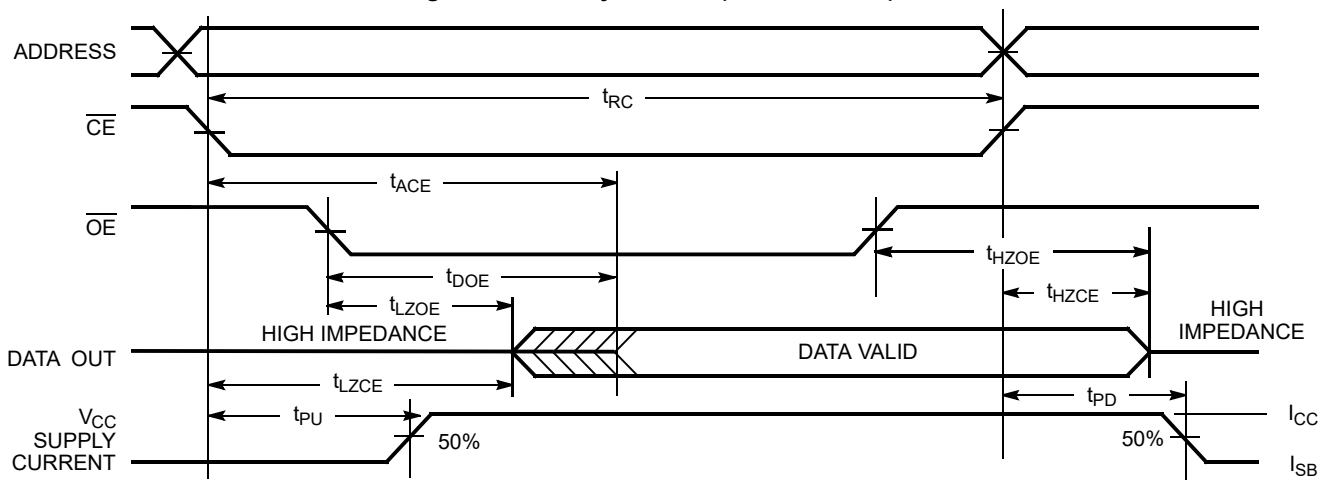 ADDRESS
tRC
CE
tACE
OE
tHZOE
tDOE
tHZCE
tLZOE
HIGH IMPEDANCE
HIGH
IMPEDANCE
DATA OUT
DATA VALID
tLZCE
tPD
tPU
VCC
SUPPLY
CURRENT
50%
50%
ICC
ISB